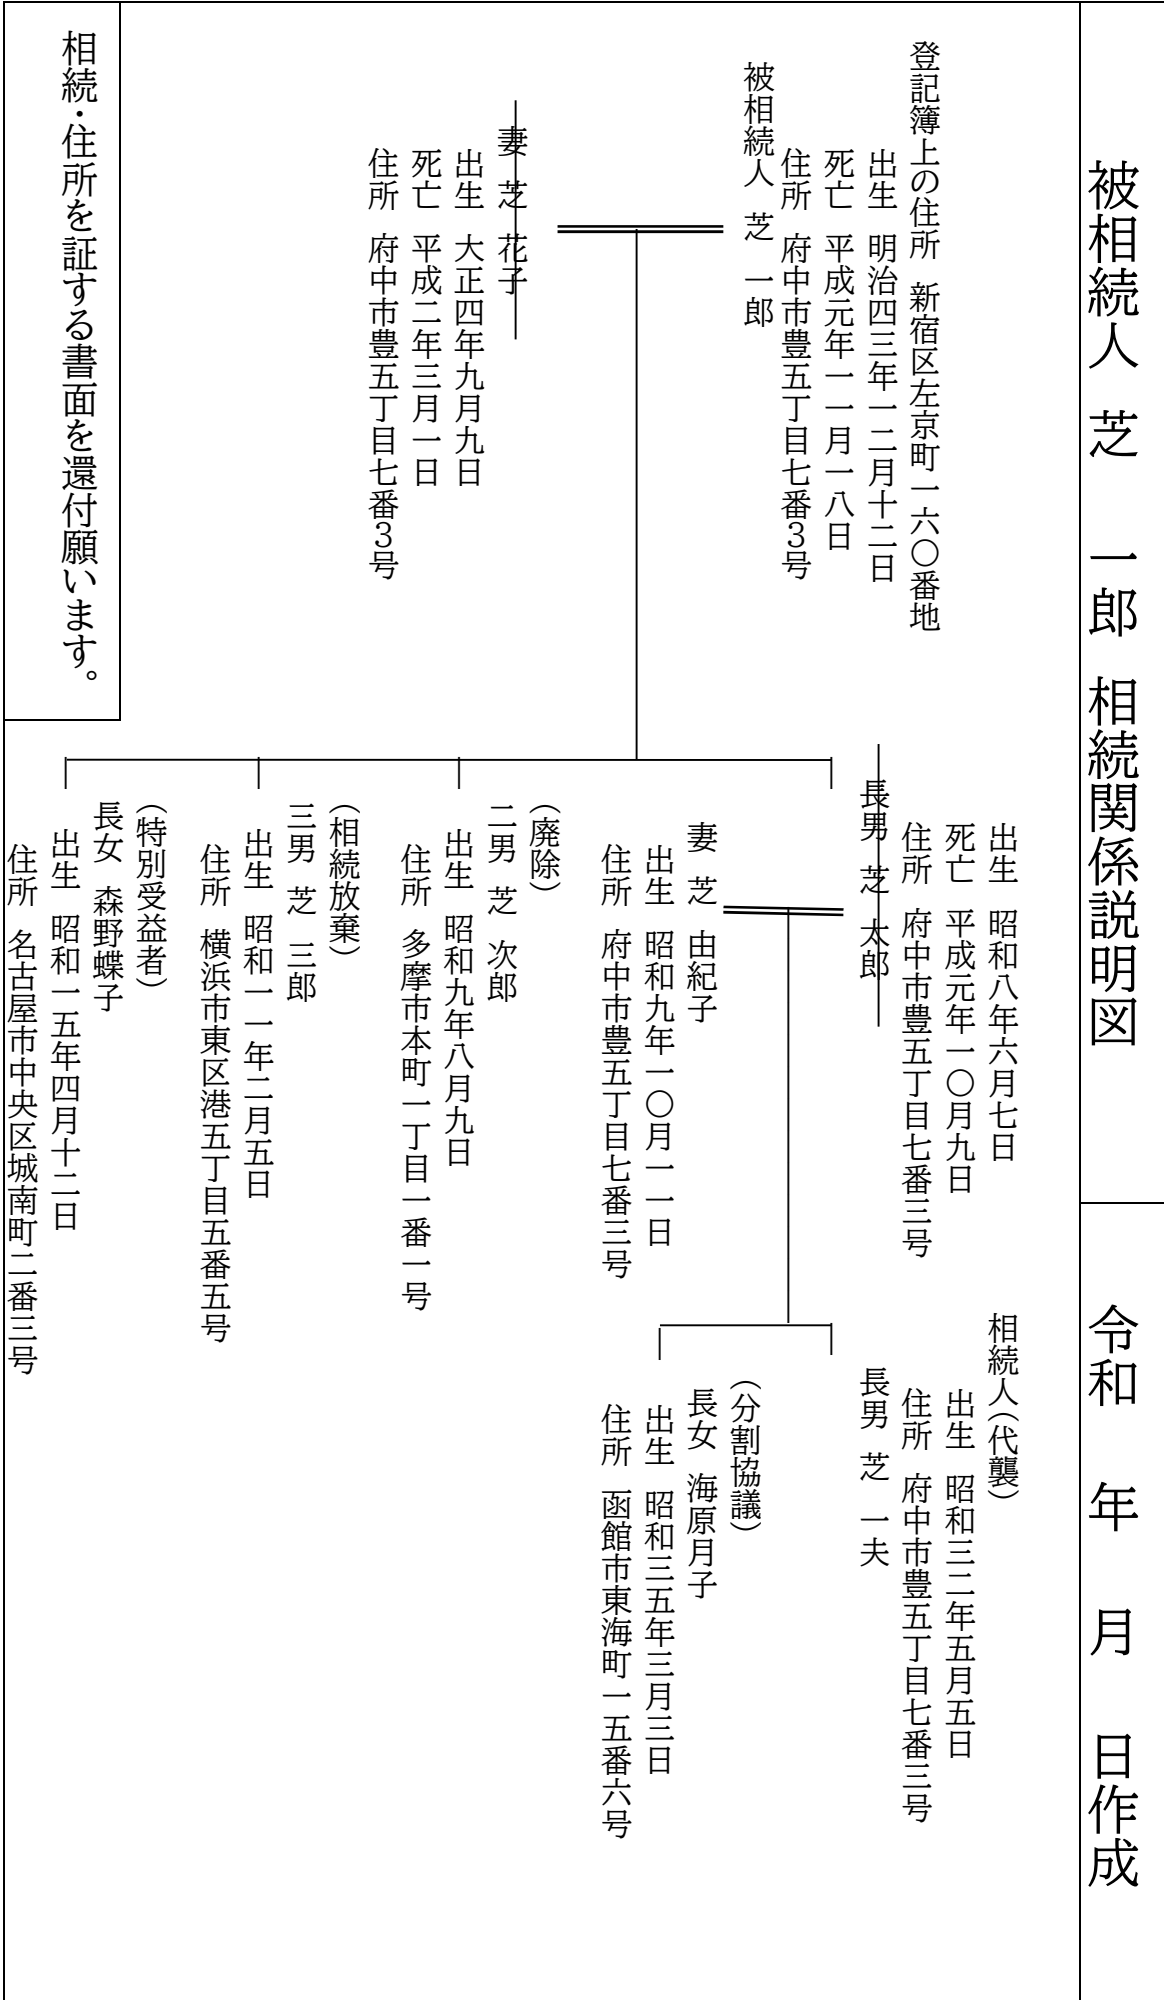 被相続人 芝 一郎 相続関係説明図
令和 年 月 日作成
登記簿上の住所 新宿区左京町一六〇番地
出生 明治四三年一二月十二日
死亡 平成元年一一月一八日
住所 府中市豊五丁目七番3号
被相続人 芝 一郎
妻 芝 花子
出生 大正四年九月九日
死亡 平成二年三月一日
住所 府中市豊五丁目七番3号
出生 昭和八年六月七日
死亡 平成元年一〇月九日
住所 府中市豊五丁目七番三号
長男 芝 太郎
妻 芝 由紀子
出生 昭和九年一〇月一一日
住所 府中市豊五丁目七番三号
(廃除)
二男 芝 次郎
出生 昭和九年八月九日
住所 多摩市本町一丁目一番一号
(相続放棄)
三男 芝 三郎
出生 昭和一一年二月五日
住所 横浜市東区港五丁目五番五号
(特別受益者)
長女 森野蝶子
出生 昭和一五年四月十二日
住所 名古屋市中央区城南町二番三号
相続人(代襲)
出生 昭和三二年五月五日
住所 府中市豊五丁目七番三号
長男 芝 一夫
(分割協議)
長女 海原月子
出生 昭和三五年三月三日
住所 函館市東海町一五番六号
相続・住所を証する書面を還付願います。